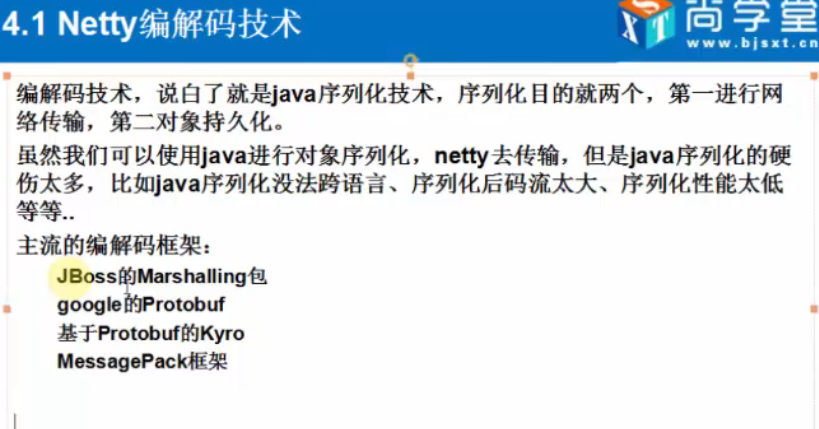 4.1 Netty编解码技术
SXT
尚学堂
www.bjsxt.cn
编解码技术，说白了就是java序列化技术，序列化目的就两个，第一进行网
络传输，第二对象持久化。
虽然我们可以使用java进行对象序列化，netty去传输，但是java序列化的硬
伤太多，比如java序列化没法跨语言、序列化后码流太大、序列化性能太低
等等..
主流的编解码框架：
JBoss的Marshalling包
google的Protobuf
基于Protobuf的Kyro
MessagePack框架